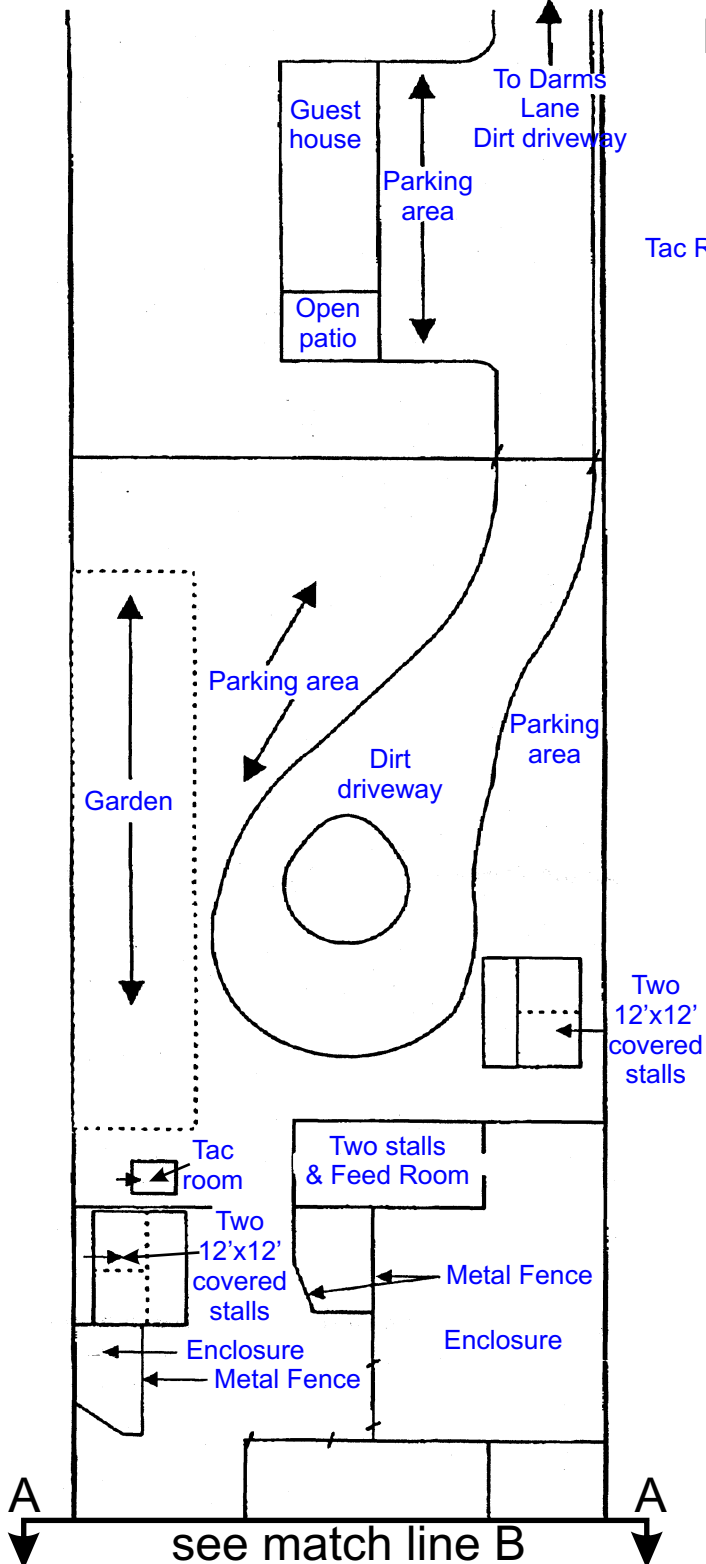 To Darms
Lane
Dirt driveway
Guest
house
Parking
area
Tac
Open
patio
Parking area
Parking
area
Dirt
driveway
Garden
Two
12’x12’
covered
stalls
Two stalls
& Feed Room
Tac
room
Two
12’x12’
covered
stalls
Metal Fence
Enclosure
Enclosure
Metal Fence
A
A
see match line B